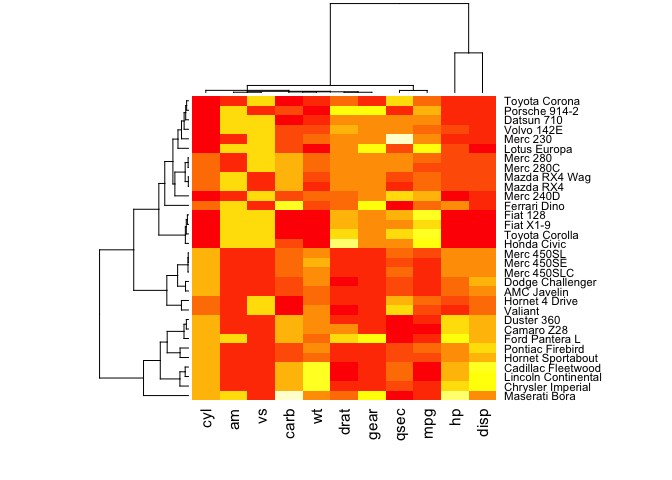 Toyota Corona
Porsche 914-2
Datsun 710
Volvo 142E
Merc 230
Lotus Europa
Merc 280
Merc 280C
Mazda RX4 Wag
Mazda RX4
Merc 240D
Ferrari Dino
Fiat 128
Fiat X1-9
Toyota Corolla
Honda Civic
Merc 450SL
Merc 450SE
Merc 450SLC
Dodge Challenger
AMC Javelin
Hornet 4 Drive
Valiant
Duster 360
Camaro Z28
Ford Pantera L
Pontiac Firebird
Hornet Sportabout
Cadillac Fleetwood
Lincoln Continental
Chrysler Imperial
Maserati Bora
cyl
am
vs
carb
wt
drat
gear
qsec
mpg
hp
disp